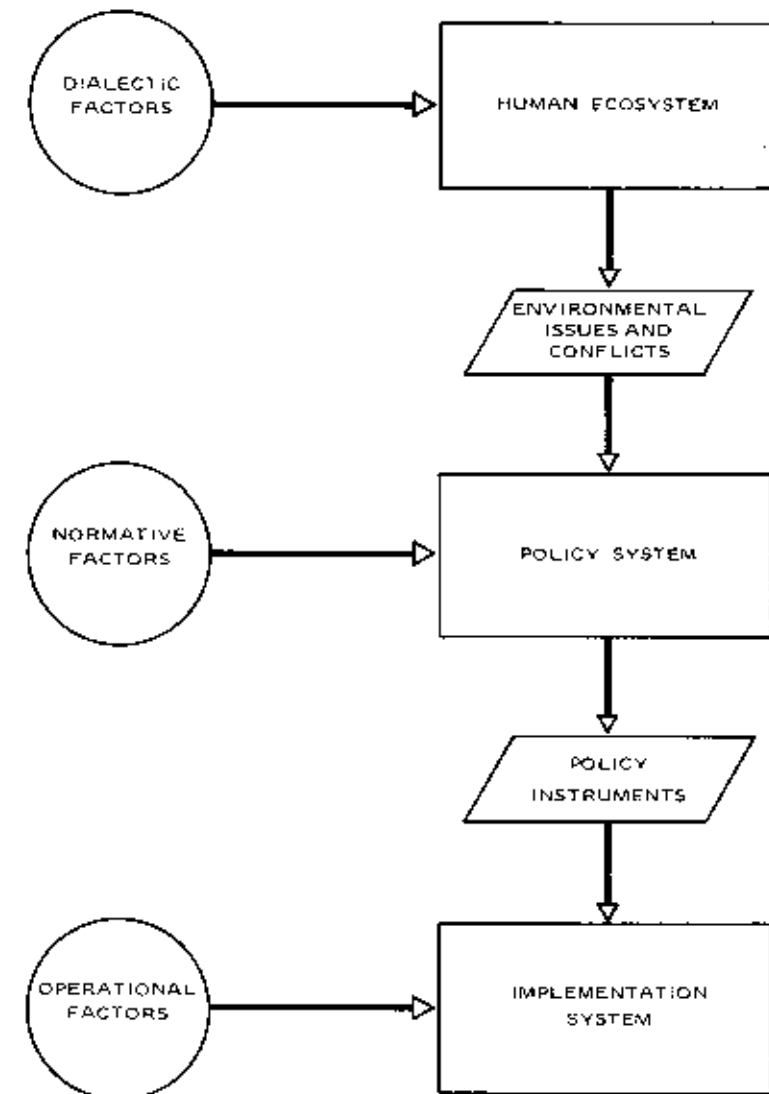 DIALECTIC
FACTORS
HUMAN ECOSYSTEM
ENVIRONMENTAL
ISSUES AND
CONFLICTS
NORMATIVE
FACTORS
POLICY SYSTEM
POLICY
INSTRUMENTS
OPERATIONAL
FACTORS
IMPLEMENTATION
SYSTEM